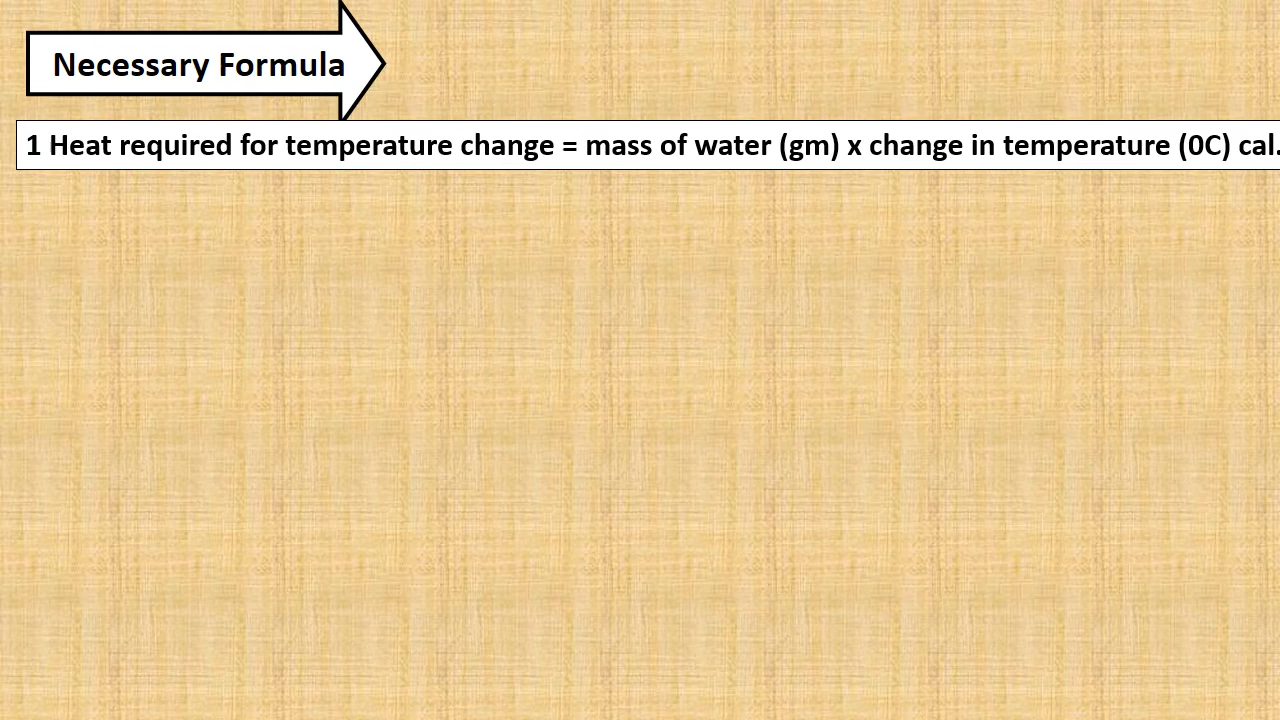 Necessary Formula
1 Heat required for temperature change = mass of water (gm) x change in temperature (0C) cal.